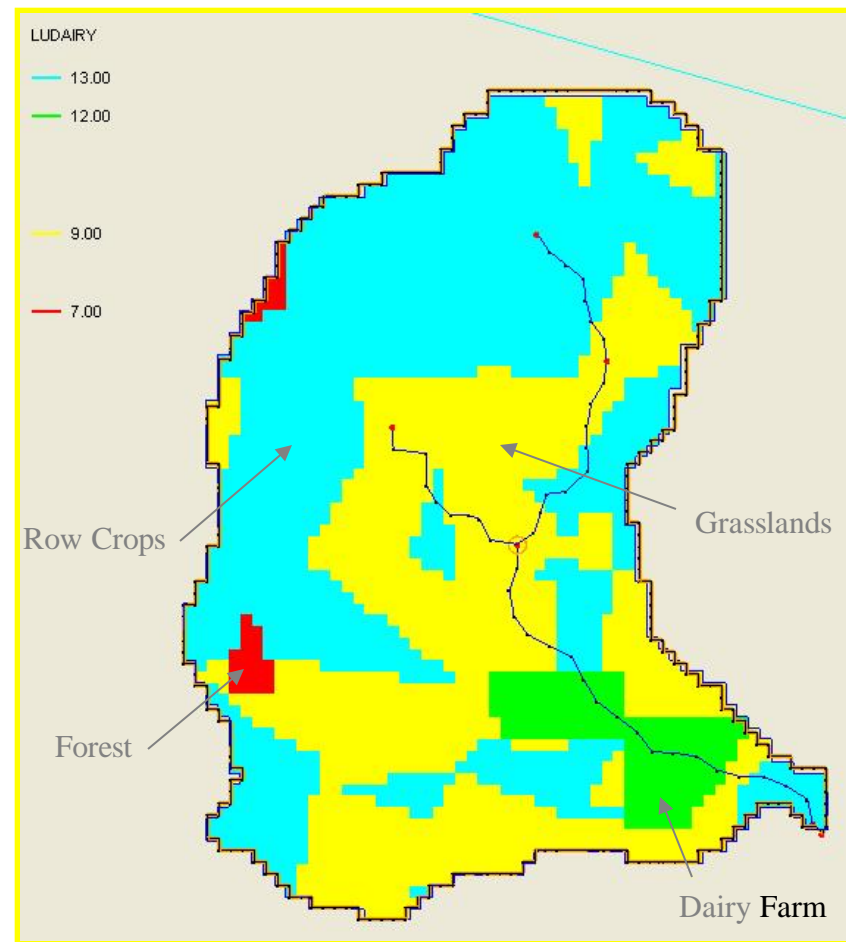 LUDAIRY
13.00
12.00
9.00
7.00
Row Crops
Grasslands
Forest
Dairy Farm